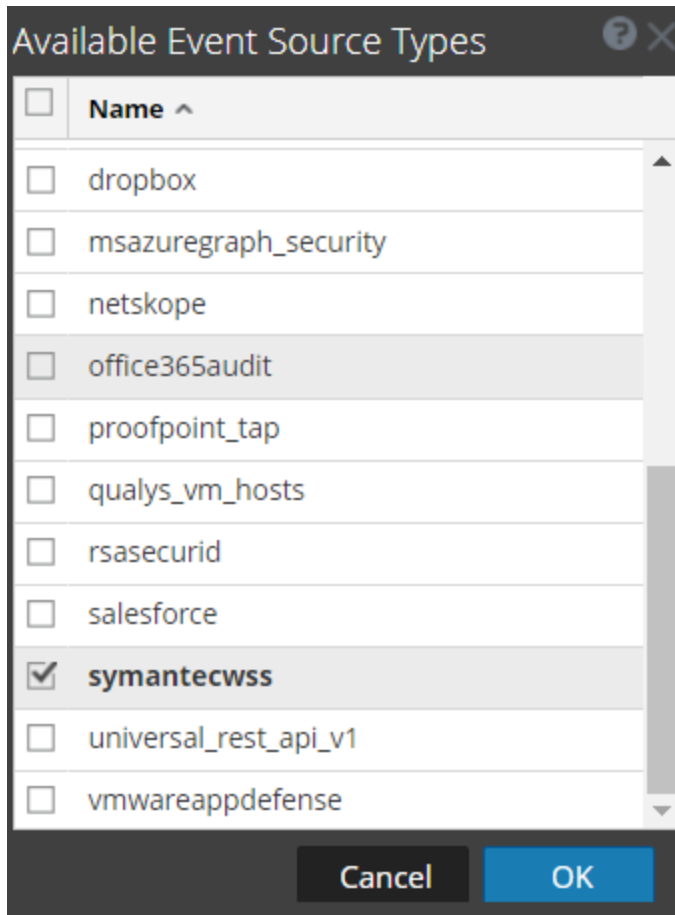 Available Event Source Types
Name
dropbox
msazuregraph_security
netskope
office365audit
proofpoint_tap
qualys_vm_hosts
rsasecurid
salesforce
symantecwss
universal_rest_api_v1
vmwareappdefense
Cancel OK